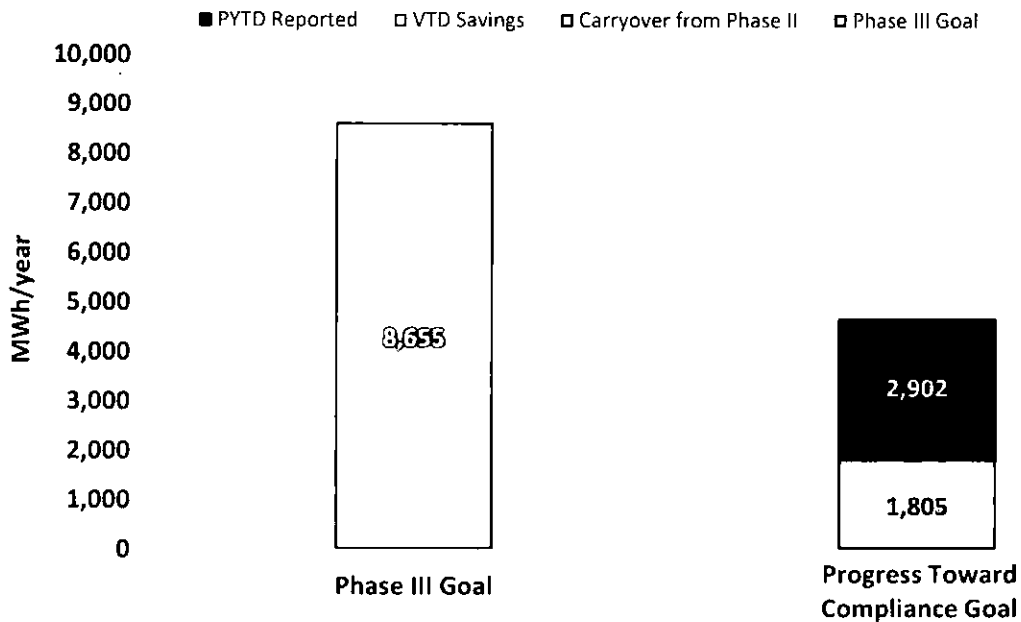 ■ PYTD Reported □ VTD Savings □ Carryover from Phase II □ Phase III Goal
10,000
9,000
8,000
7,000
6,000
5,000
4,000
3,000
2,000
1,000
0
MWh/year
8,655
2,902
1,805
Phase III Goal
Progress Toward
Compliance Goal